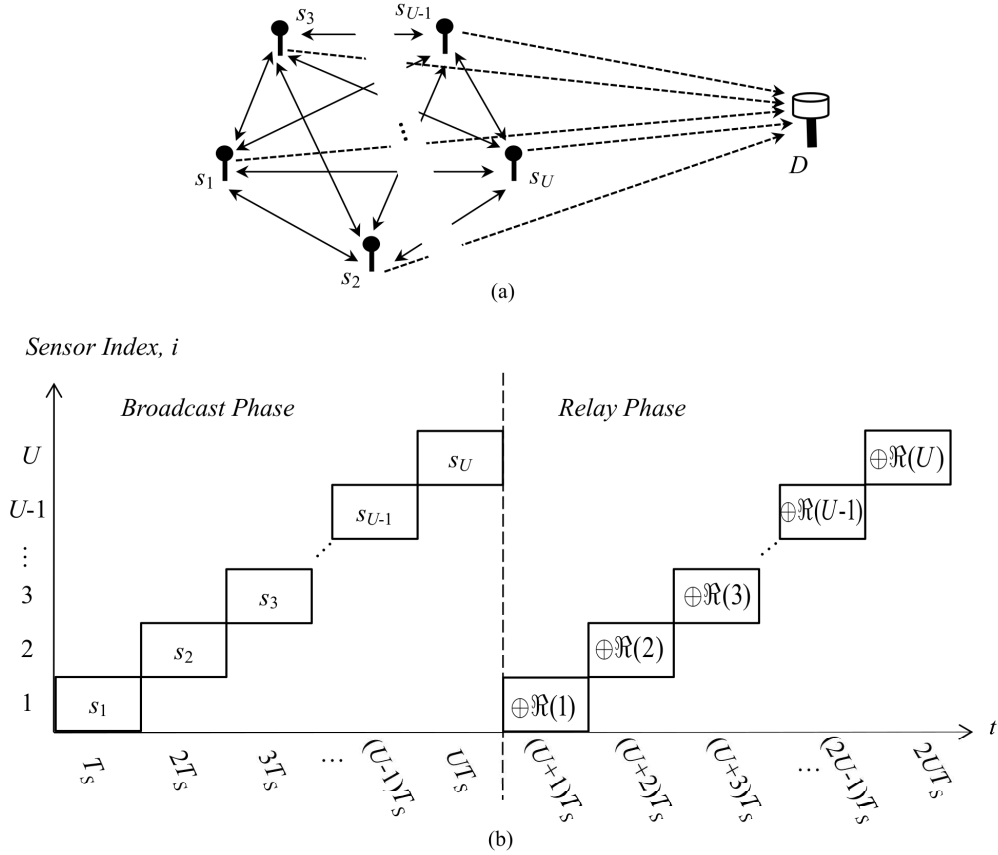 s3
sU-1
s1
sU
D
s2
(a)
Sensor Index, i
Broadcast Phase
Relay Phase
U
sU
⊕ℜ(U)
U-1
sU-1
⊕ℜ(U-1)
⋮
3
s3
⊕ℜ(3)
2
s2
⊕ℜ(2)
1
s1
⊕ℜ(1)
t
TS
2TS
3TS
...
(U-1)TS
UTS
(U+1)TS
(U+2)TS
(U+3)TS
...
(2U-1)TS
2UTS
(b)